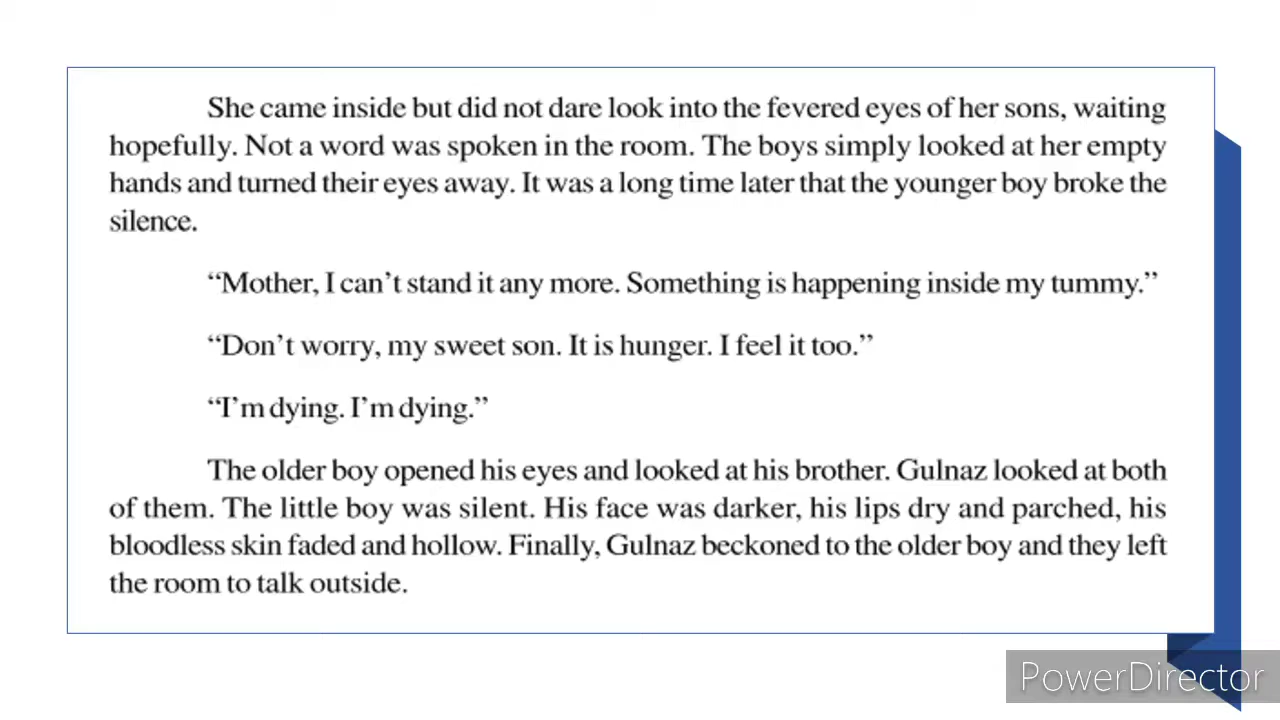 She came inside but did not dare look into the fevered eyes of her sons, waiting
hopefully. Not a word was spoken in the room. The boys simply looked at her empty
hands and turned their eyes away. It was a long time later that the younger boy broke the
silence.
“Mother, I can’t stand it any more. Something is happening inside my tummy.”
“Don’t worry, my sweet son. It is hunger. I feel it too.”
“I’m dying. I’m dying.”
The older boy opened his eyes and looked at his brother. Gulnaz looked at both
of them. The little boy was silent. His face was darker, his lips dry and parched, his
bloodless skin faded and hollow. Finally, Gulnaz beckoned to the older boy and they left
the room to talk outside.
PowerDirector